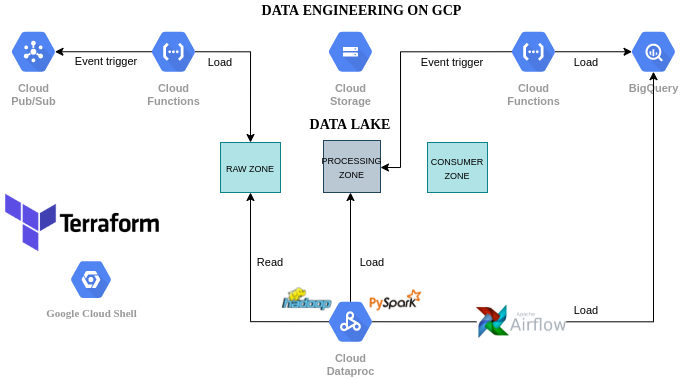 DATA ENGINEERING ON GCP
Event trigger
Load
Event trigger
Load
Cloud
Pub/Sub
Cloud
Functions
Cloud
Storage
Cloud
Functions
BigQuery
DATA LAKE
RAW ZONE
PROCESSING
ZONE
CONSUMER
ZONE
Terraform
Read
Load
Google Cloud Shell
hadoop
PySpark
Load
APACHE
Airflow
Cloud
Dataproc